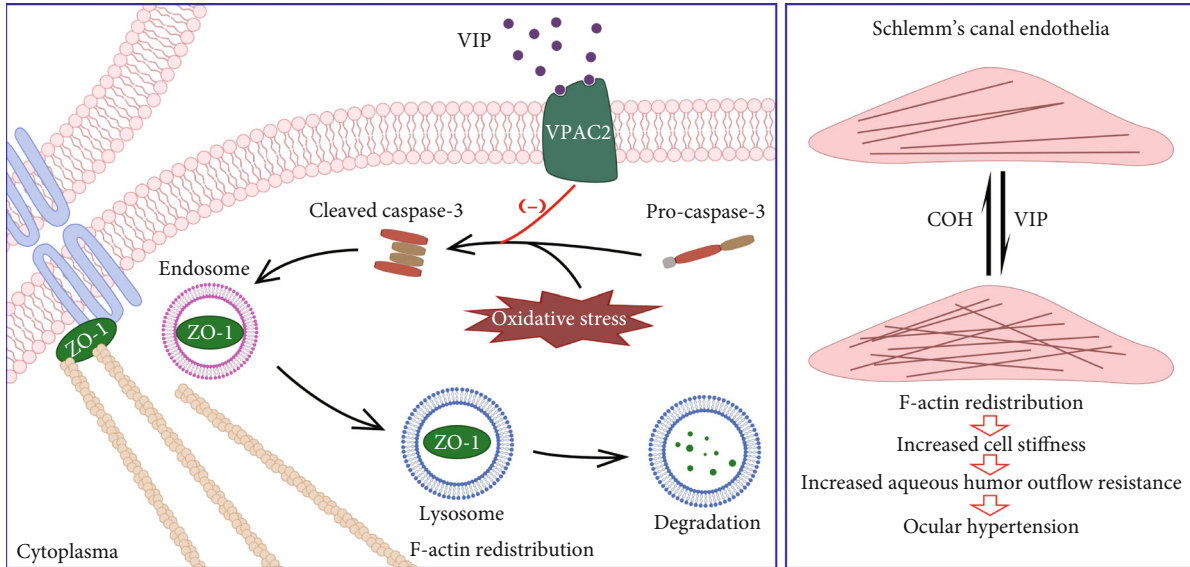 VIP
VPAC2
(−)
Cleaved caspase-3
Pro-caspase-3
Endosome
Oxidative stress
ZO-1
ZO-1
ZO-1
Lysosome
Degradation
F-actin redistribution
Cytoplasma
Schlemm's canal endothelia
COH
VIP
F-actin redistribution
Increased cell stiffness
Increased aqueous humor outflow resistance
Ocular hypertension